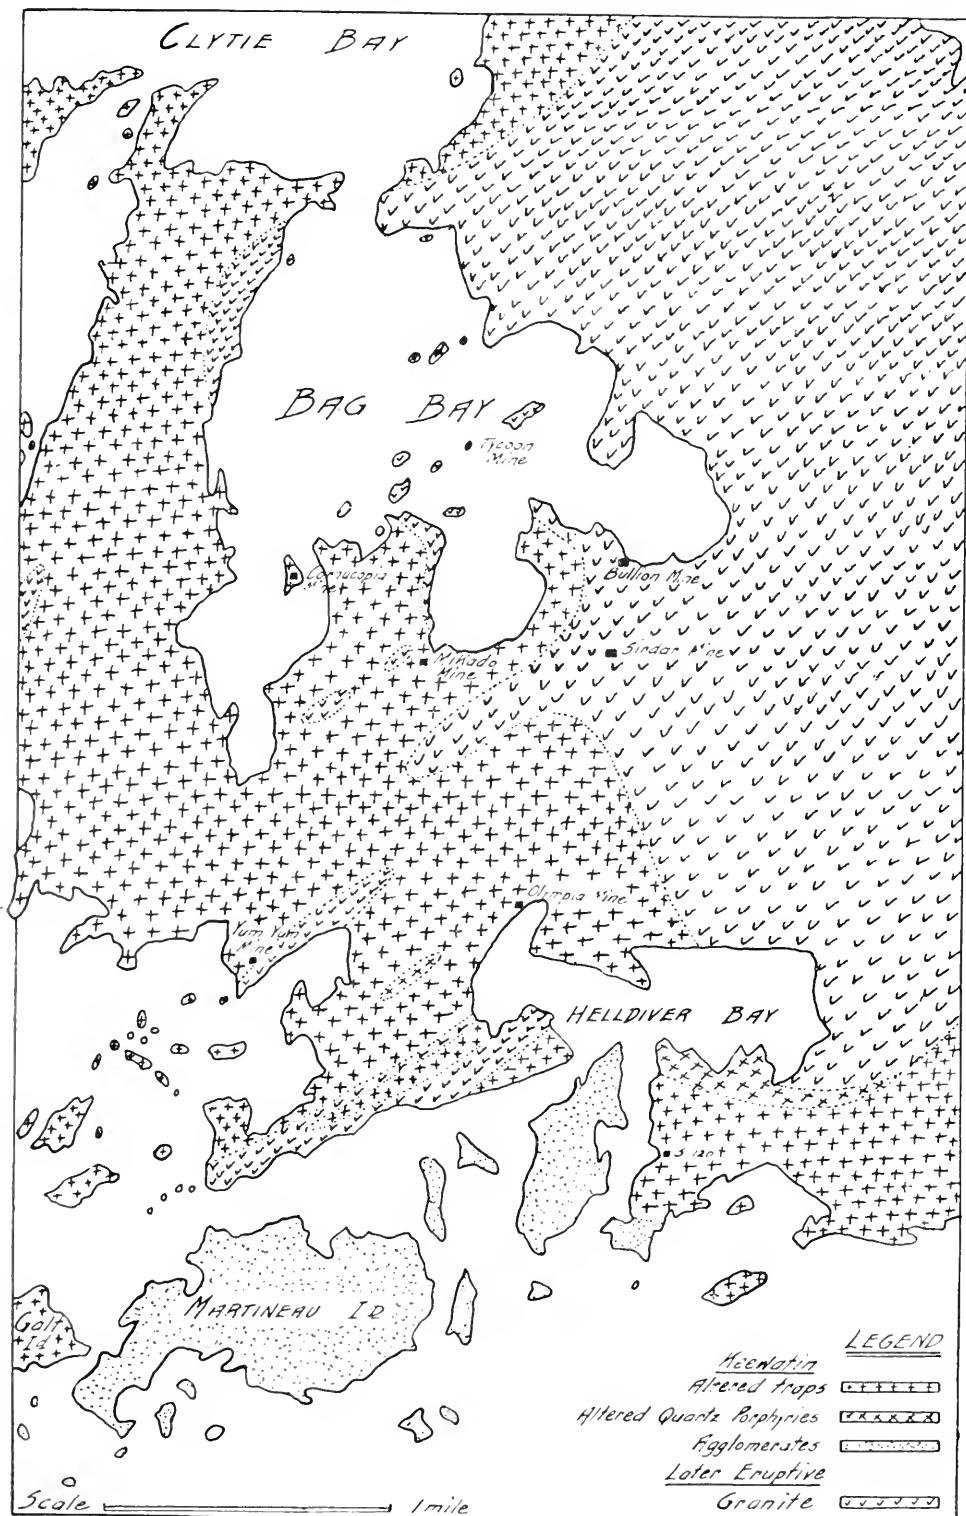 CLYTIE BAY
BAG BAY
Tycoon
Mine
Cornucopia
Mine
Bullion Mine
Mikado
Mine
Sirdar Mine
Olympia Mine
Yum Yum
Mine
HELLDIVER BAY
S 120
MARTINEAU ID
Galt
Id
LEGEND
Keewatin
Altered traps
Altered Quartz Porphyries
Agglomerates
Later Eruptive
Granite
Scale
1 mile